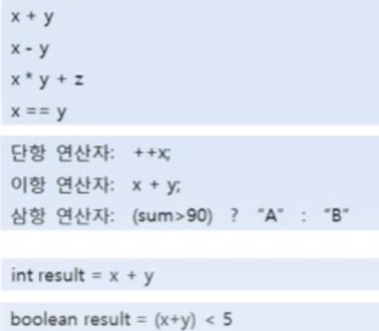 x + y
x - y
x * y + z
x == y
단항 연산자: ++x;
이항 연산자: x + y;
삼항 연산자: (sum>90) ? "A" : "B"
int result = x + y
boolean result = (x+y) < 5